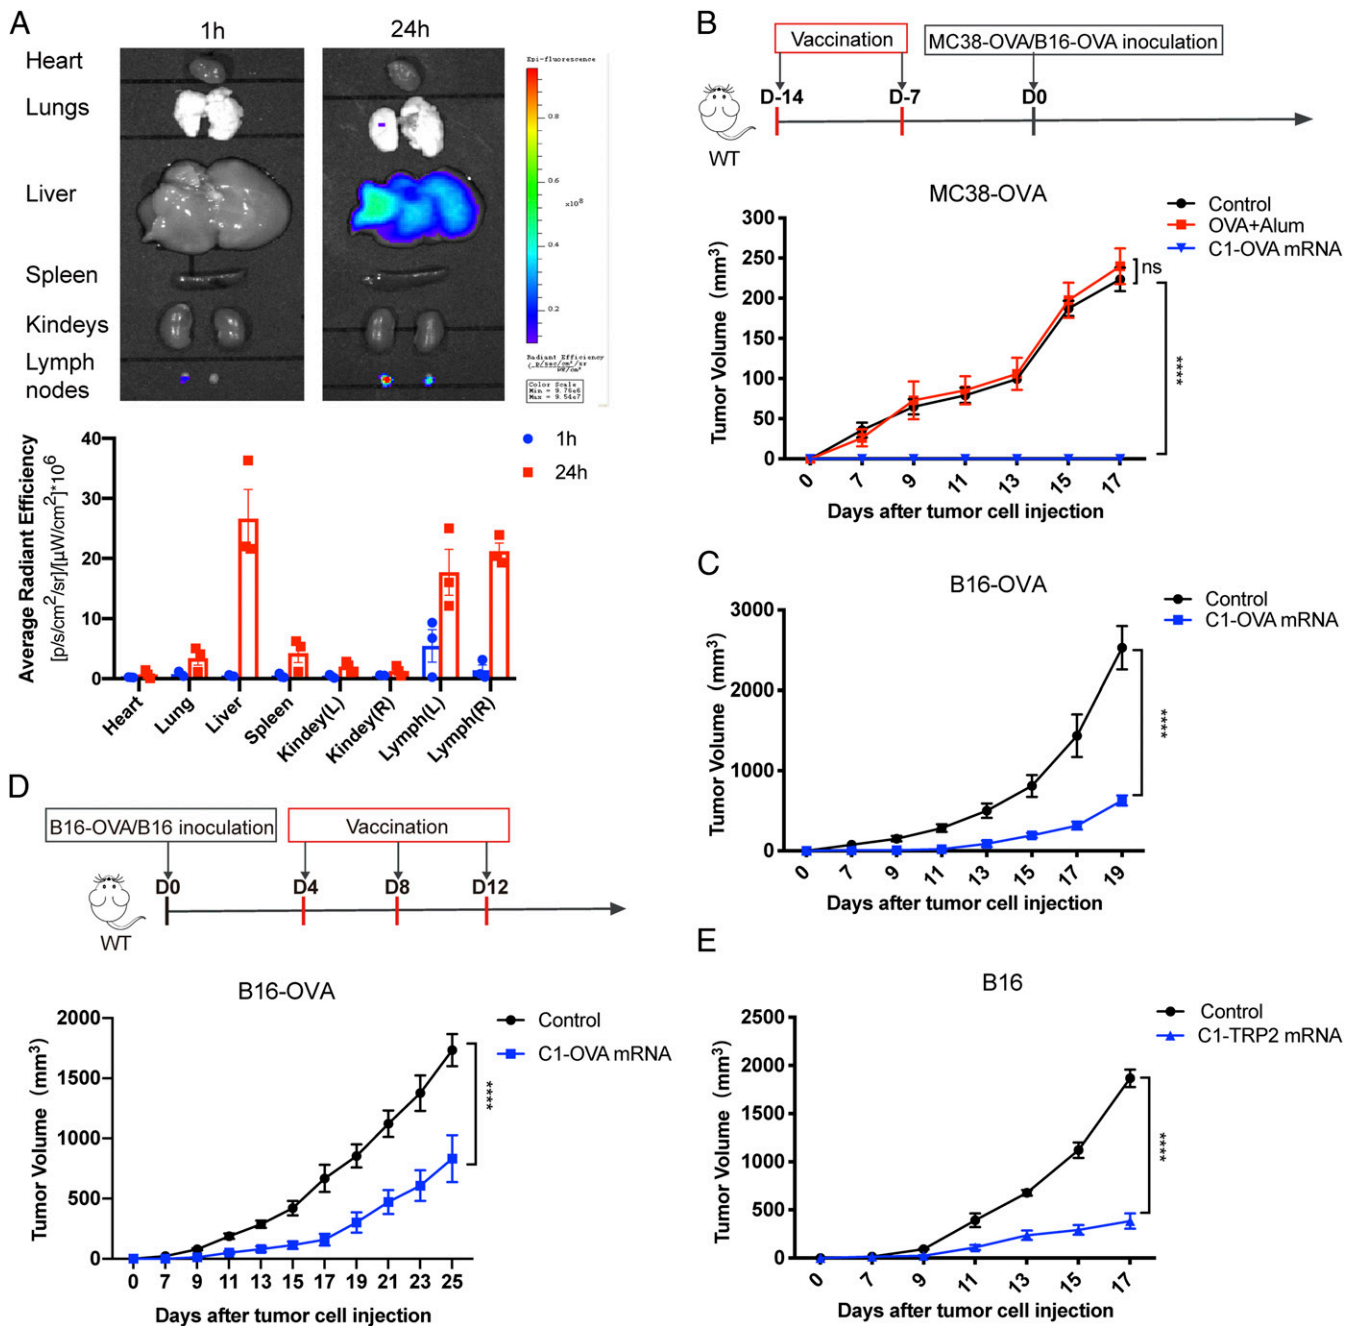 A
1h
24h
Heart
Lungs
Liver
Spleen
Kindeys
Lymph
nodes
Epi-fluorescence
0.8
0.6
x10⁸
0.4
0.2
Radiant Efficiency
Color Scale
Min = 9.76e6
Max = 9.54e7
1h
24h
Average Radiant Efficiency
[p/s/cm²/sr]/[µW/cm²]*10⁶
40
30
20
10
0
Heart
Lung
Liver
Spleen
Kindey(L)
Kindey(R)
Lymph(L)
Lymph(R)
B
Vaccination
MC38-OVA/B16-OVA inoculation
D-14
D-7
D0
WT
MC38-OVA
Control
OVA+Alum
C1-OVA mRNA
Tumor Volume (mm³)
300
250
200
150
100
50
0
ns
****
0 7 9 11 13 15 17
Days after tumor cell injection
C
B16-OVA
Control
C1-OVA mRNA
Tumor Volume (mm³)
3000
2000
1000
0
****
0 7 9 11 13 15 17 19
Days after tumor cell injection
D
B16-OVA/B16 inoculation
Vaccination
D0
D4
D8
D12
WT
B16-OVA
Control
C1-OVA mRNA
Tumor Volume (mm³)
2000
1500
1000
500
0
****
0 7 9 11 13 15 17 19 21 23 25
Days after tumor cell injection
E
B16
Control
C1-TRP2 mRNA
Tumor Volume (mm³)
2500
2000
1500
1000
500
0
****
0 7 9 11 13 15 17
Days after tumor cell injection